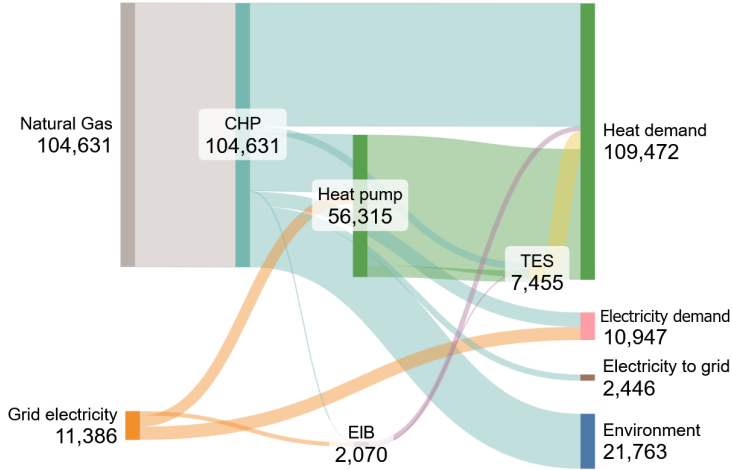 Natural Gas
104,631
CHP
104,631
Heat demand
109,472
Heat pump
56,315
TES
7,455
Electricity demand
10,947
Electricity to grid
2,446
Grid electricity
11,386
EIB
2,070
Environment
21,763